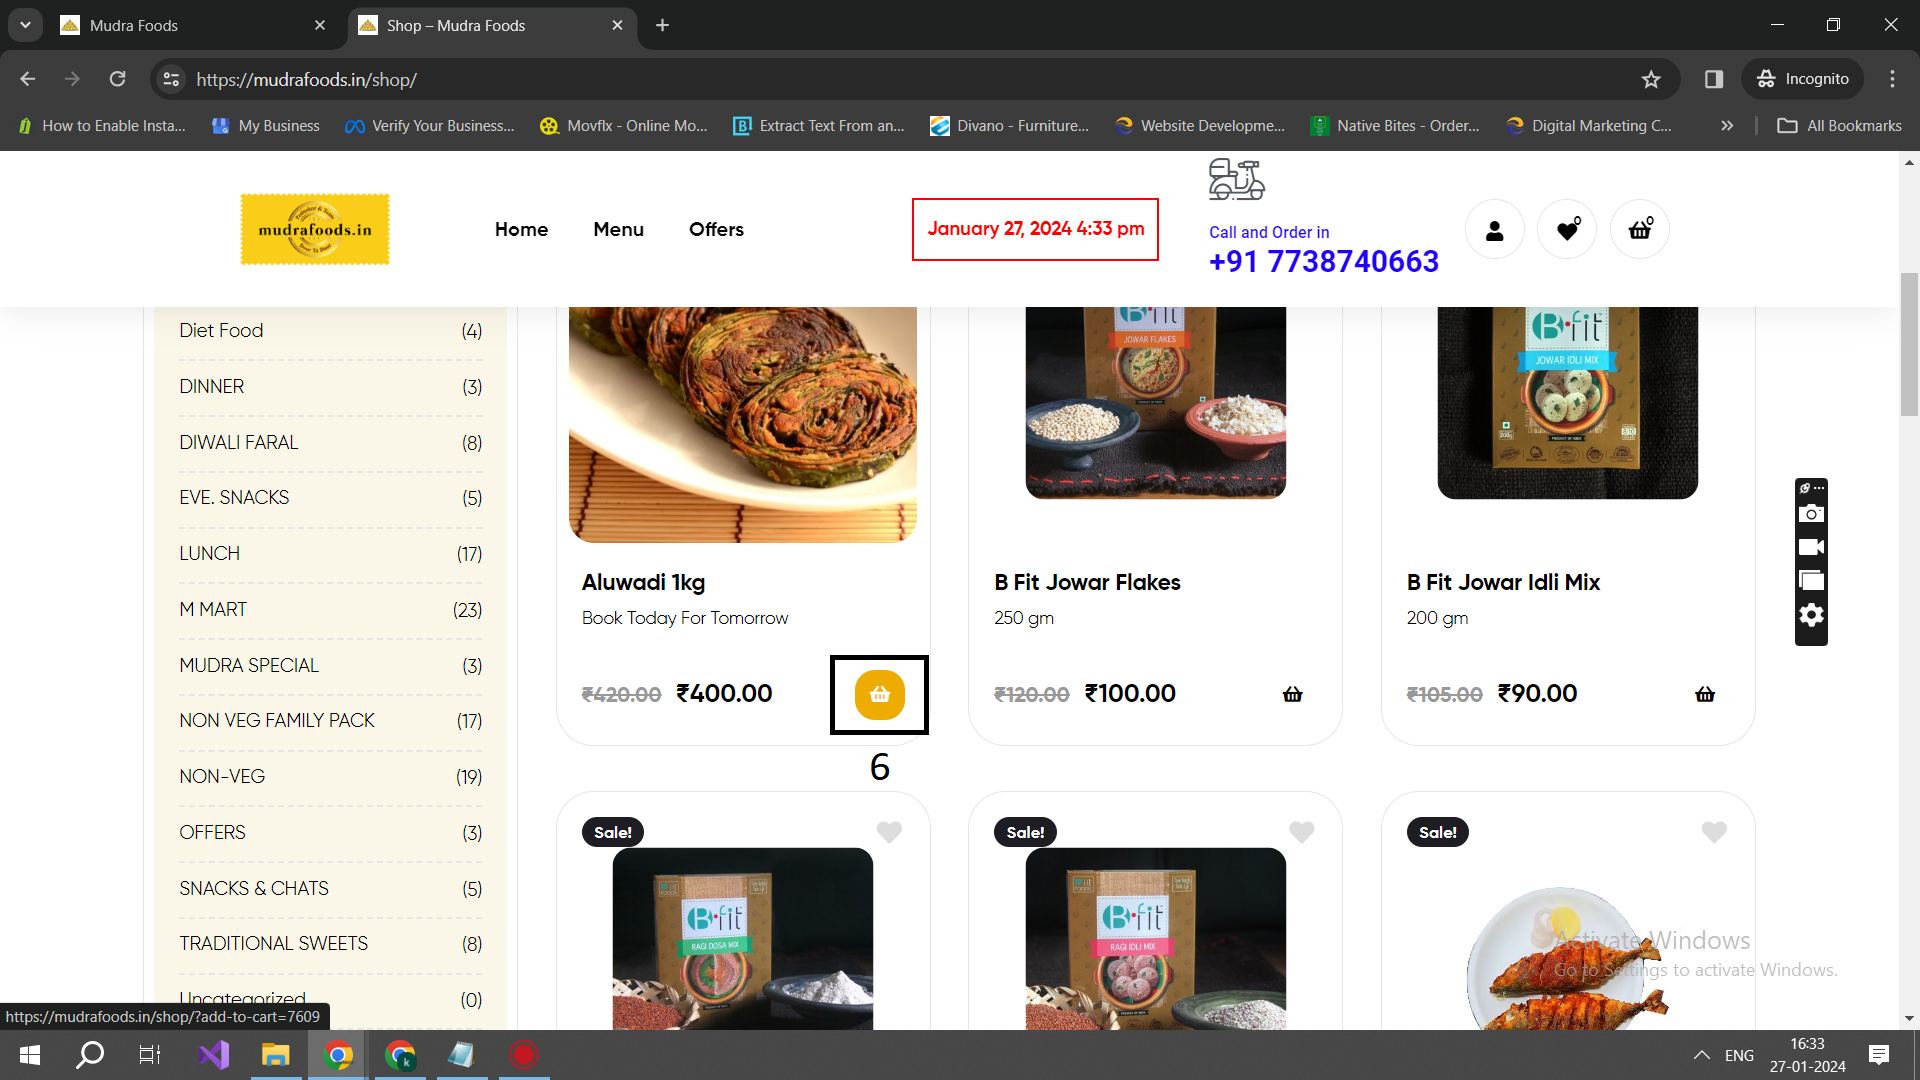 Mudra Foods
Shop – Mudra Foods
https://mudrafoods.in/shop/
Incognito
How to Enable Insta...
My Business
Verify Your Business...
Movflx - Online Mo...
Extract Text From an...
Divano - Furniture...
Website Developme...
Native Bites - Order...
Digital Marketing C...
All Bookmarks
mudrafoods.in
Home
Menu
Offers
January 27, 2024 4:33 pm
Call and Order in
+91 7738740663
0
0
Diet Food (4)
DINNER (3)
DIWALI FARAL (8)
EVE. SNACKS (5)
LUNCH (17)
M MART (23)
MUDRA SPECIAL (3)
NON VEG FAMILY PACK (17)
NON-VEG (19)
OFFERS (3)
SNACKS & CHATS (5)
TRADITIONAL SWEETS (8)
Uncategorized (0)
Aluwadi 1kg
Book Today For Tomorrow
₹420.00 ₹400.00
6
B·fit
JOWAR FLAKES
B Fit Jowar Flakes
250 gm
₹120.00 ₹100.00
B·fit
JOWAR IDLI MIX
B Fit Jowar Idli Mix
200 gm
₹105.00 ₹90.00
Sale!
B·fit
RAGI DOSA MIX
Sale!
B·fit
RAGI IDLI MIX
Sale!
Activate Windows
Go to Settings to activate Windows.
https://mudrafoods.in/shop/?add-to-cart=7609
k
ENG
16:33
27-01-2024